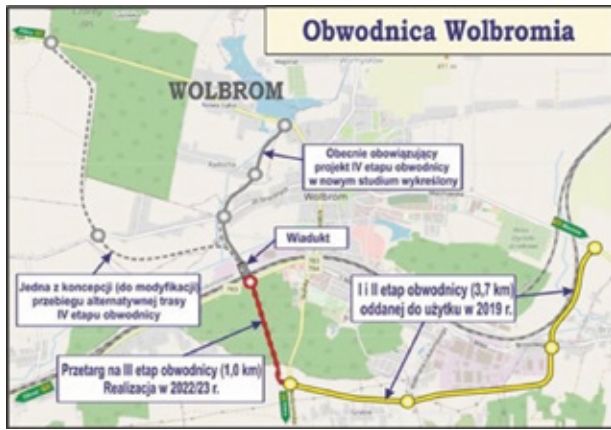 Obwodnica Wolbromia
WOLBROM
Obecnie obowiązujący
projekt IV etapu obwodnicy
w nowym studium wykreślony
Wolbrom
Wiadukt
Jedna z koncepcji (do modyfikacji)
przebiegu alternatywnej trasy
IV etapu obwodnicy
I i II etap obwodnicy (3,7 km)
oddanej do użytku w 2019 r.
Przetarg na III etap obwodnicy (1,0 km)
Realizacja w 2022/23 r.
783
794